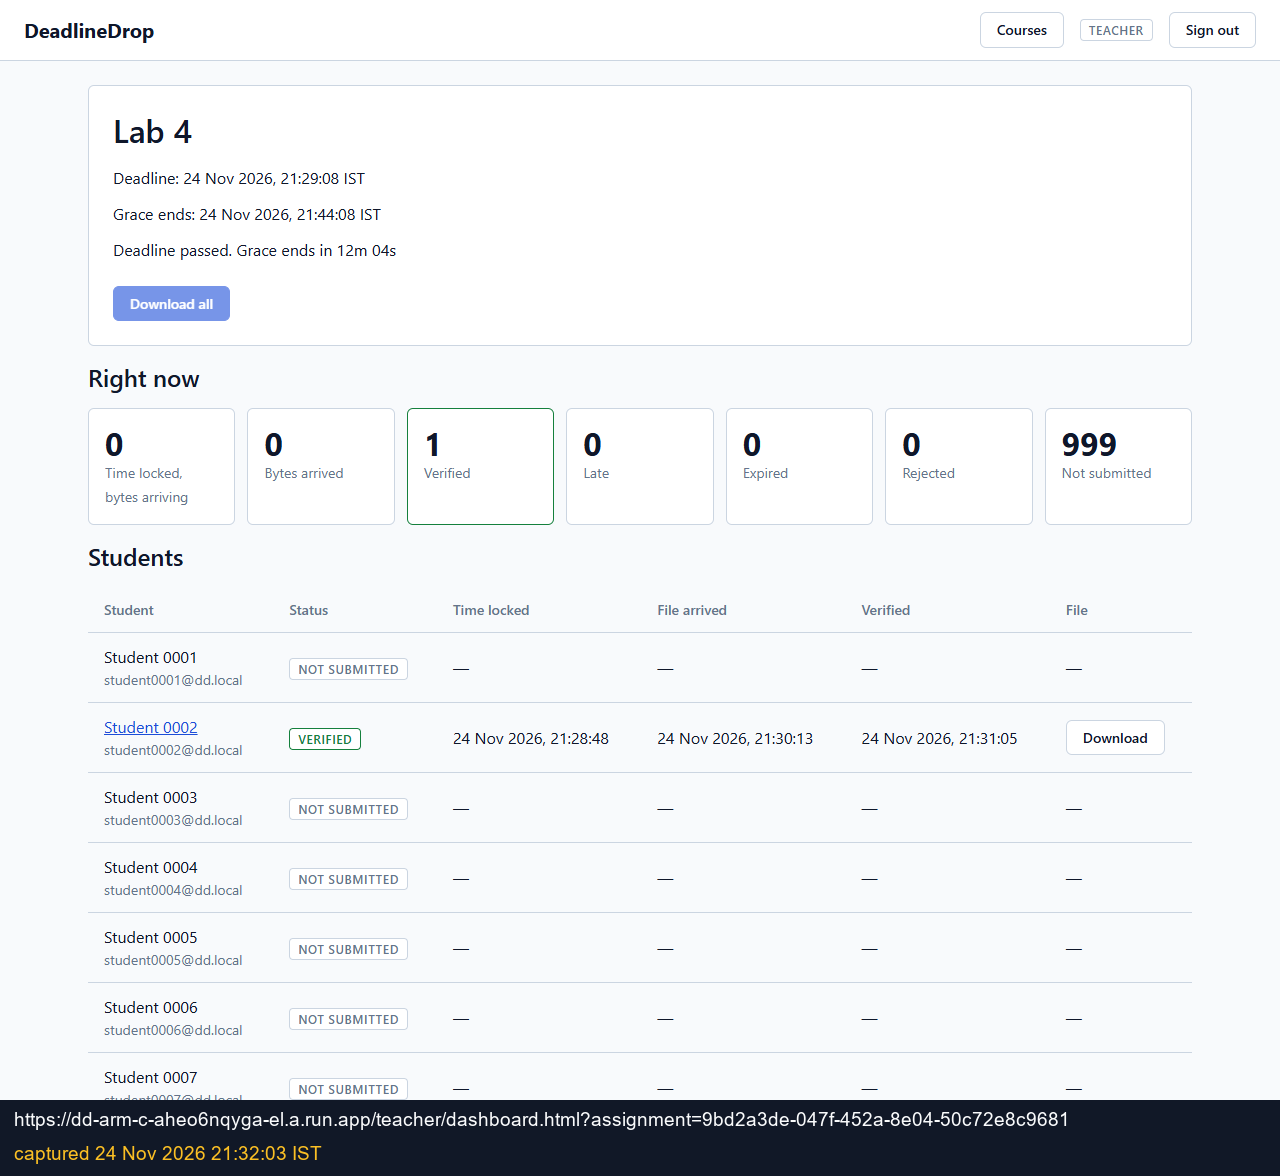 DeadlineDrop
Courses
TEACHER
Sign out
Lab 4
Deadline: 24 Nov 2026, 21:29:08 IST
Grace ends: 24 Nov 2026, 21:44:08 IST
Deadline passed. Grace ends in 12m 04s
Download all
Right now
0
Time locked,
bytes arriving
0
Bytes arrived
1
Verified
0
Late
0
Expired
0
Rejected
999
Not submitted
Students
Student Status Time locked File arrived Verified File
Student 0001
student0001@dd.local
NOT SUBMITTED — — — —
Student 0002
student0002@dd.local
VERIFIED 24 Nov 2026, 21:28:48 24 Nov 2026, 21:30:13 24 Nov 2026, 21:31:05 Download
Student 0003
student0003@dd.local
NOT SUBMITTED — — — —
Student 0004
student0004@dd.local
NOT SUBMITTED — — — —
Student 0005
student0005@dd.local
NOT SUBMITTED — — — —
Student 0006
student0006@dd.local
NOT SUBMITTED — — — —
Student 0007
student0007@dd.local
NOT SUBMITTED — — — —
https://dd-arm-c-aheo6nqyga-el.a.run.app/teacher/dashboard.html?assignment=9bd2a3de-047f-452a-8e04-50c72e8c9681
captured 24 Nov 2026 21:32:03 IST